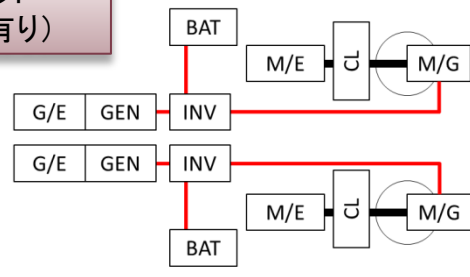 有り）
BAT
M/E CL M/G
G/E GEN INV
G/E GEN INV
M/E CL M/G
BAT